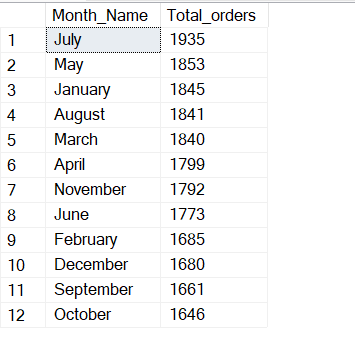 Month_Name Total_orders
1 July 1935
2 May 1853
3 January 1845
4 August 1841
5 March 1840
6 April 1799
7 November 1792
8 June 1773
9 February 1685
10 December 1680
11 September 1661
12 October 1646